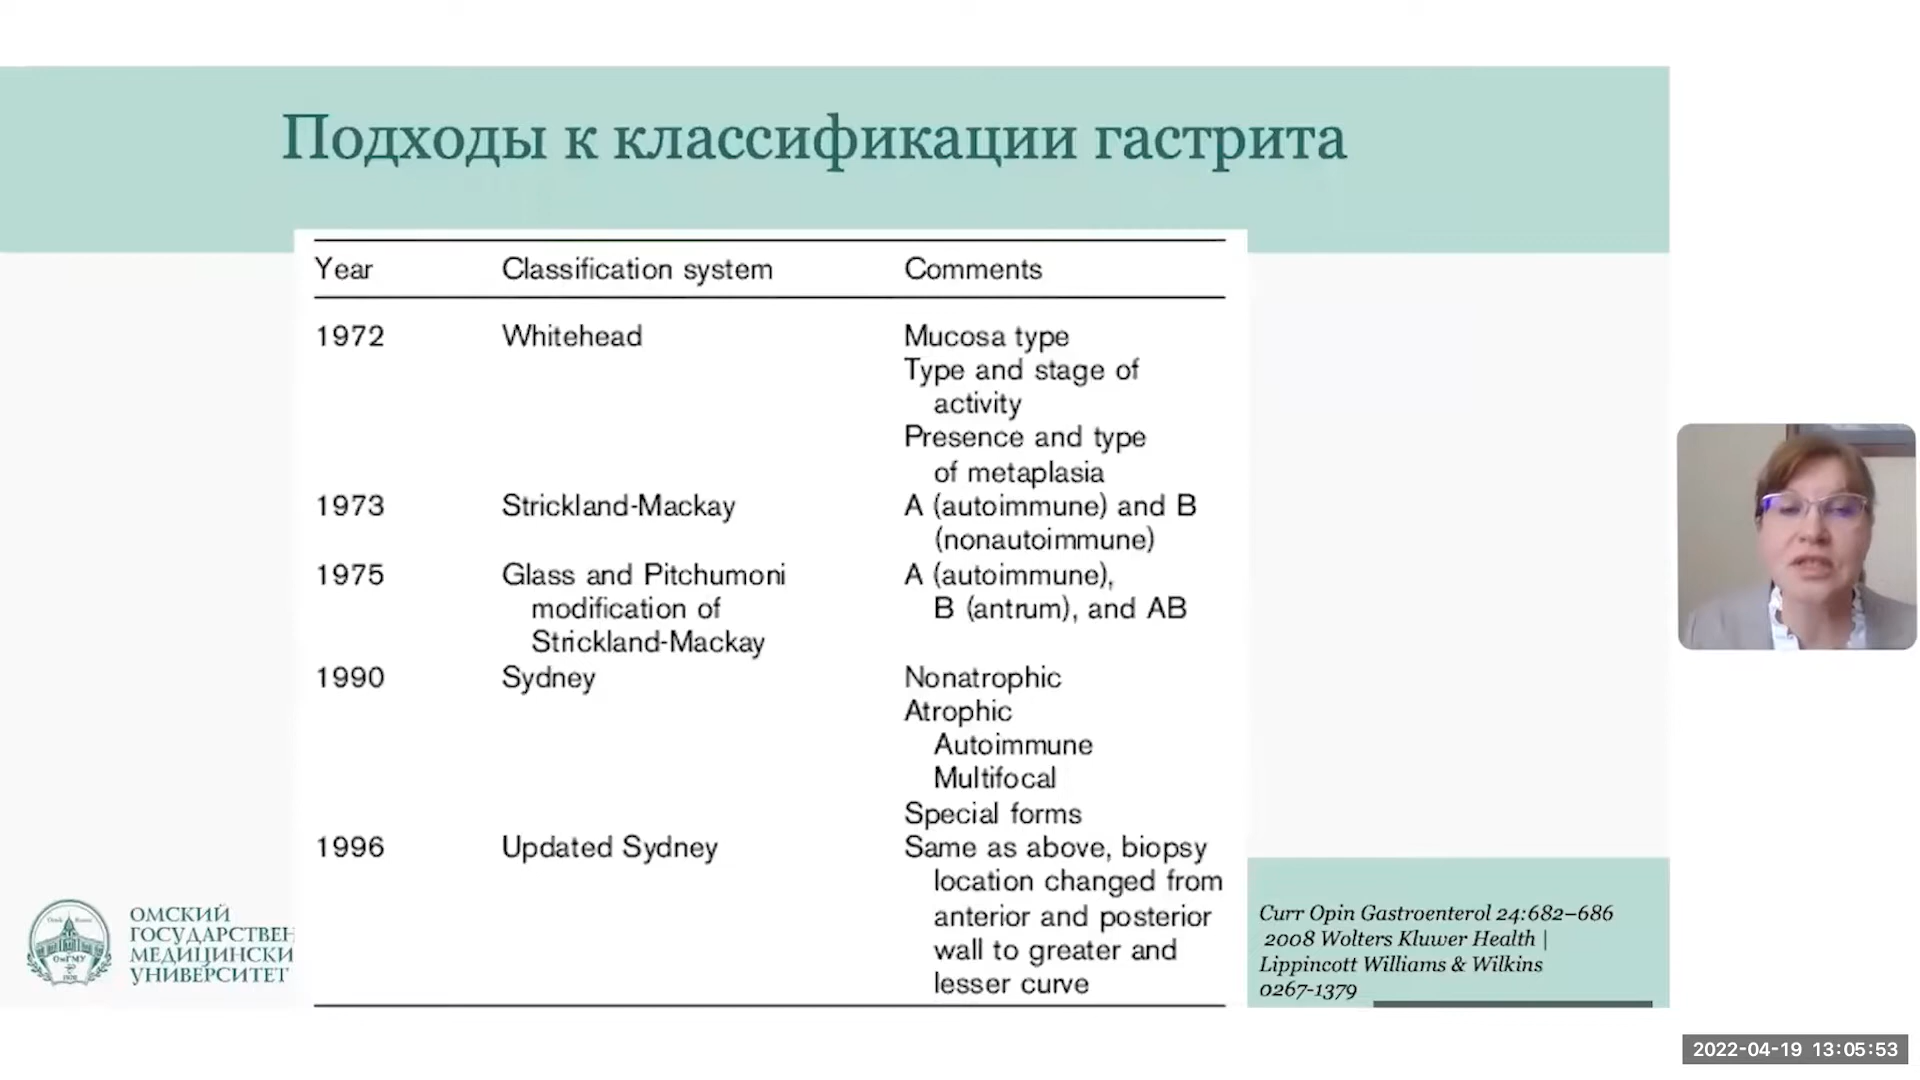 Подходы к классификации гастрита
Year Classification system Comments
1972 Whitehead Mucosa type
Type and stage of
activity
Presence and type
of metaplasia
1973 Strickland-Mackay A (autoimmune) and B
(nonautoimmune)
1975 Glass and Pitchumoni A (autoimmune),
modification of B (antrum), and AB
Strickland-Mackay
1990 Sydney Nonatrophic
Atrophic
Autoimmune
Multifocal
Special forms
1996 Updated Sydney Same as above, biopsy
location changed from
anterior and posterior
wall to greater and
lesser curve
ОМСКИЙ
ГОСУДАРСТВЕН
МЕДИЦИНСКИ
УНИВЕРСИТЕТ
ОмГМУ
Curr Opin Gastroenterol 24:682–686
2008 Wolters Kluwer Health |
Lippincott Williams & Wilkins
0267-1379
2022-04-19 13:05:53